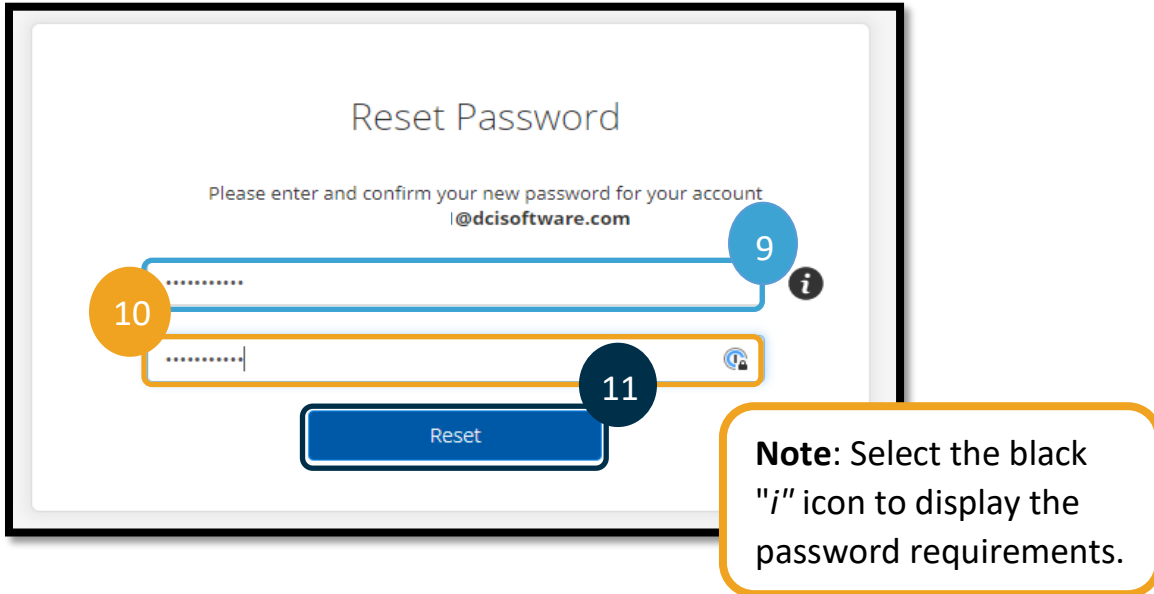 Reset Password
Please enter and confirm your new password for your account
l@dcisoftware.com
9
•••••••••••
10
•••••••••••
11
Reset
Note: Select the black
"i" icon to display the
password requirements.